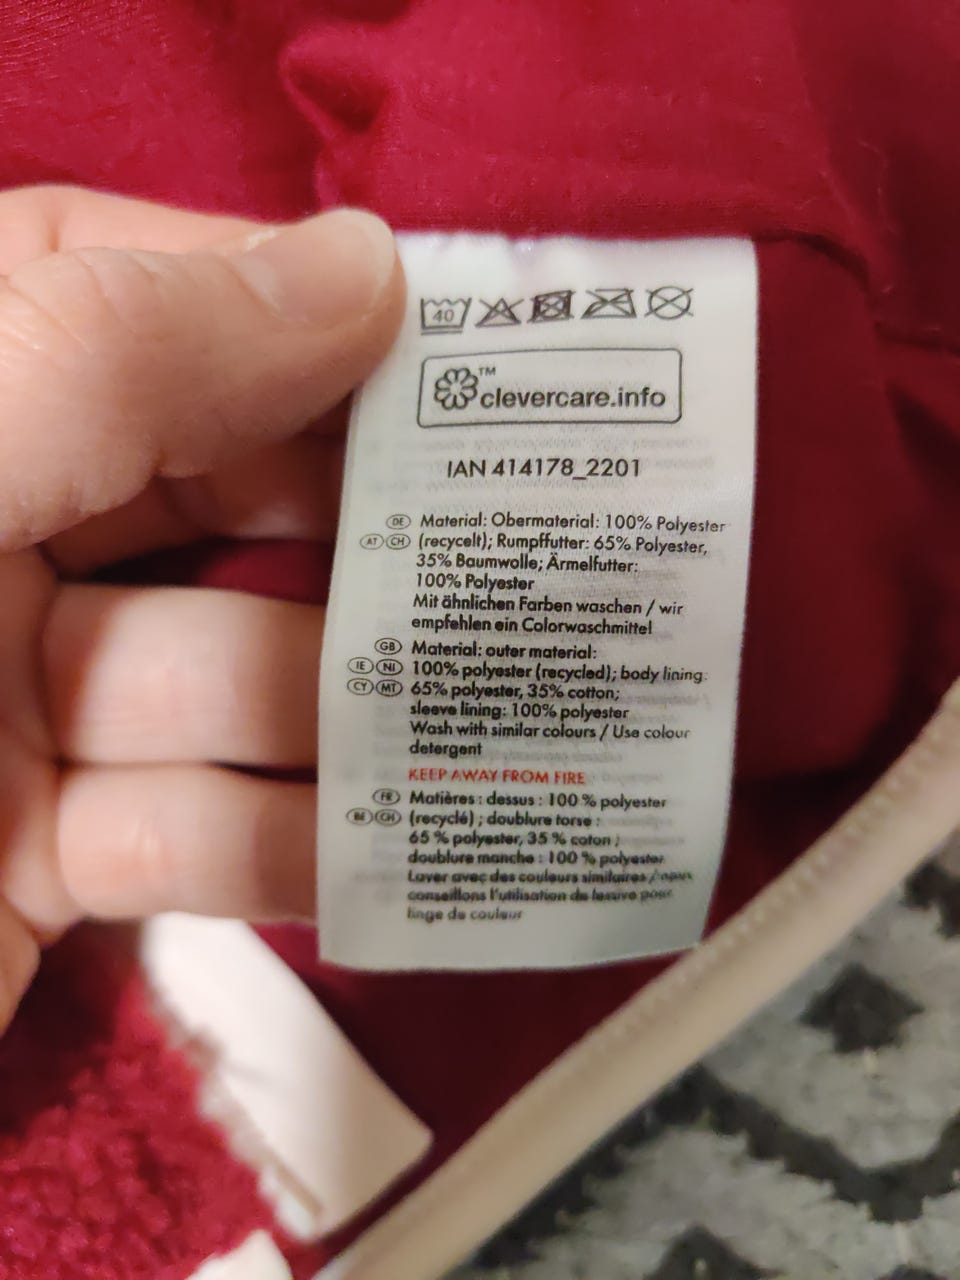 40
™
clevercare.info
IAN 414178_2201
DE Material: Obermaterial: 100% Polyester
AT CH (recycelt); Rumpffutter: 65% Polyester,
35% Baumwolle; Ärmelfutter:
100% Polyester
Mit ähnlichen Farben waschen / wir
empfehlen ein Colorwaschmittel
GB Material: outer material:
IE NI 100% polyester (recycled); body lining:
CY MT 65% polyester, 35% cotton;
sleeve lining: 100% polyester
Wash with similar colours / Use colour
detergent
KEEP AWAY FROM FIRE
FR Matières : dessus : 100 % polyester
BE CH (recyclé) ; doublure torse :
65 % polyester, 35 % coton ;
doublure manche : 100 % polyester
Laver avec des couleurs similaires / nous
conseillons l'utilisation de lessive pour
linge de couleur